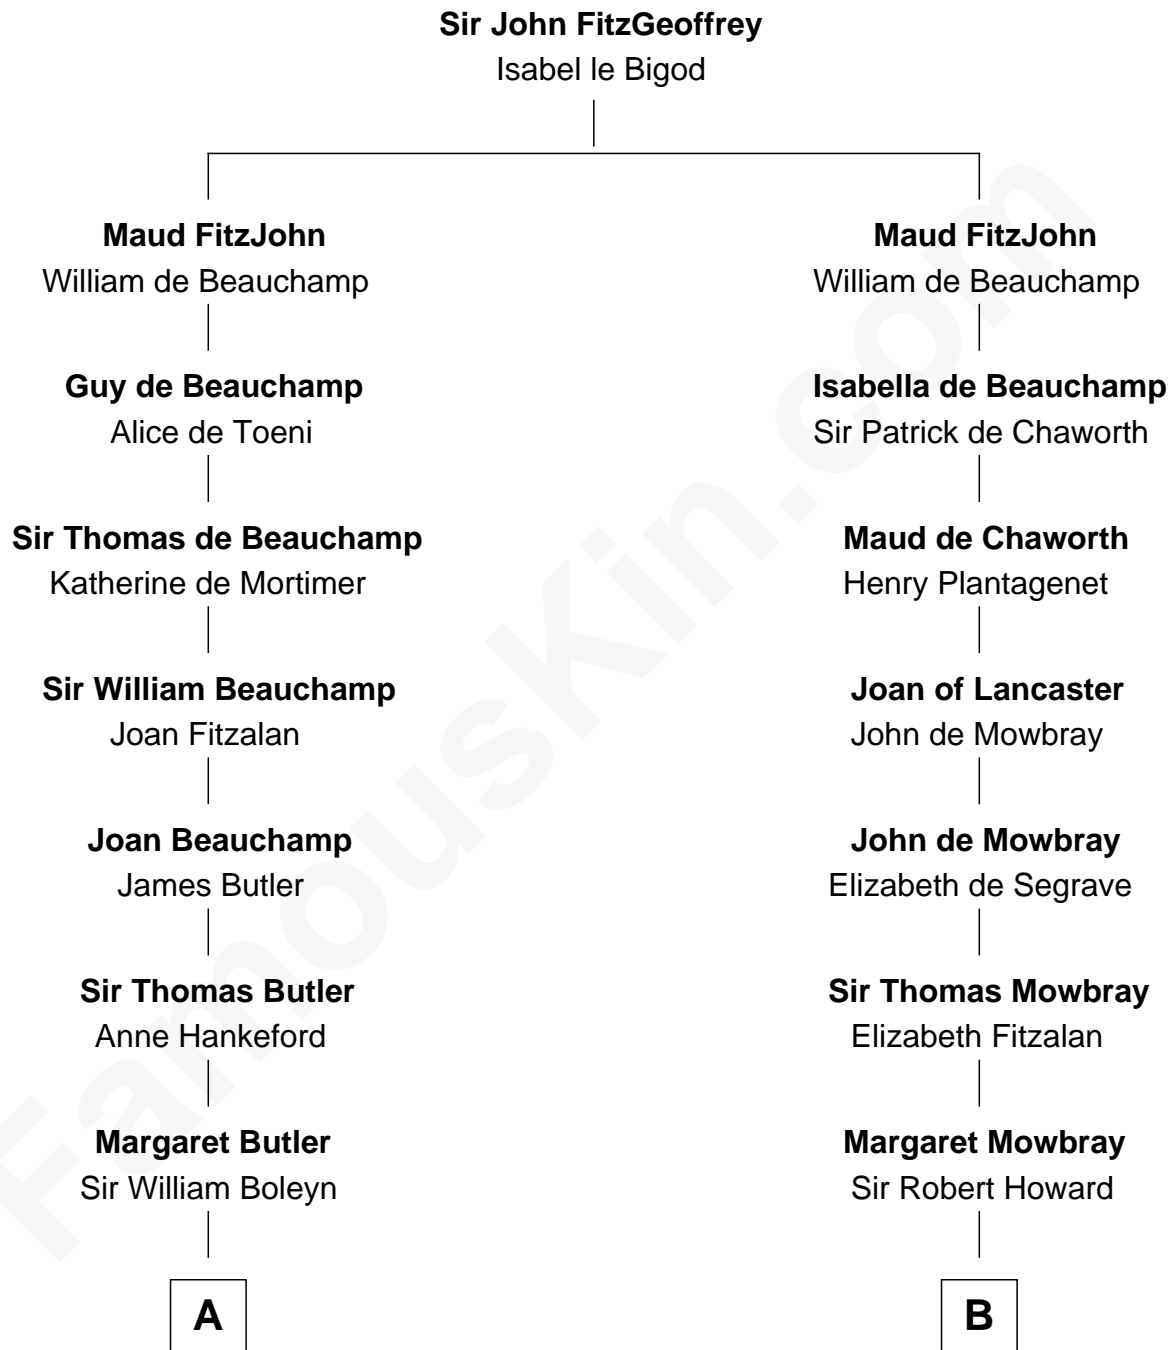 Sir John FitzGeoffrey
Isabel le Bigod
Maud FitzJohn
William de Beauchamp
Guy de Beauchamp
Alice de Toeni
Sir Thomas de Beauchamp
Katherine de Mortimer
Sir William Beauchamp
Joan Fitzalan
Joan Beauchamp
James Butler
Sir Thomas Butler
Anne Hankeford
Margaret Butler
Sir William Boleyn
A
Maud FitzJohn
William de Beauchamp
Isabella de Beauchamp
Sir Patrick de Chaworth
Maud de Chaworth
Henry Plantagenet
Joan of Lancaster
John de Mowbray
John de Mowbray
Elizabeth de Segrave
Sir Thomas Mowbray
Elizabeth Fitzalan
Margaret Mowbray
Sir Robert Howard
B
FamousKin.com